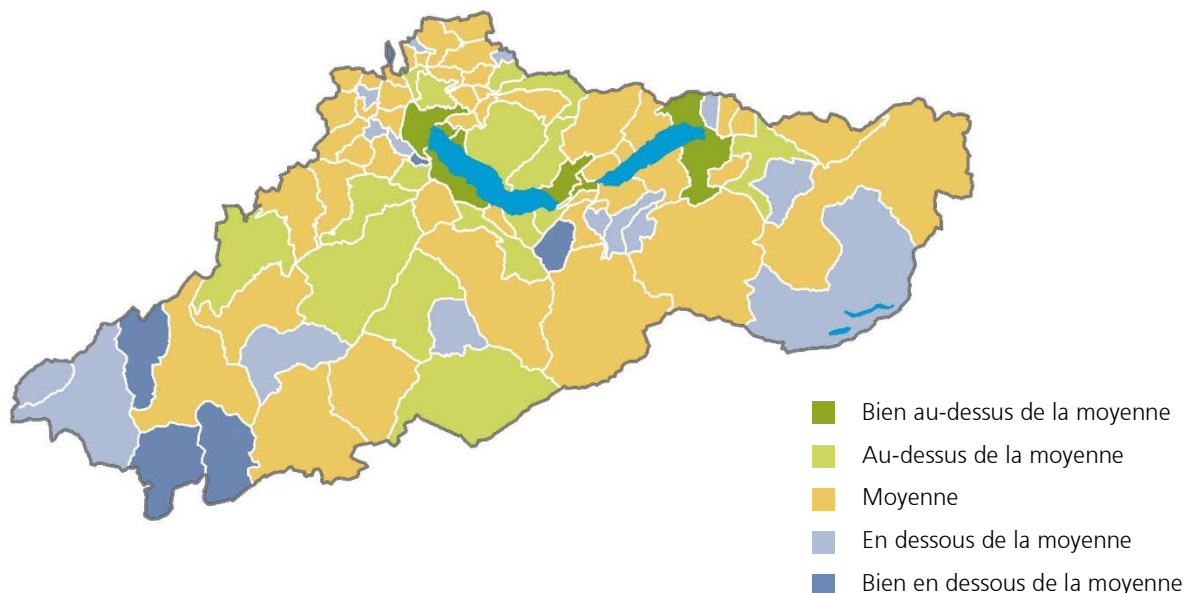 Bien au-dessus de la moyenne
Au-dessus de la moyenne
Moyenne
En dessous de la moyenne
Bien en dessous de la moyenne